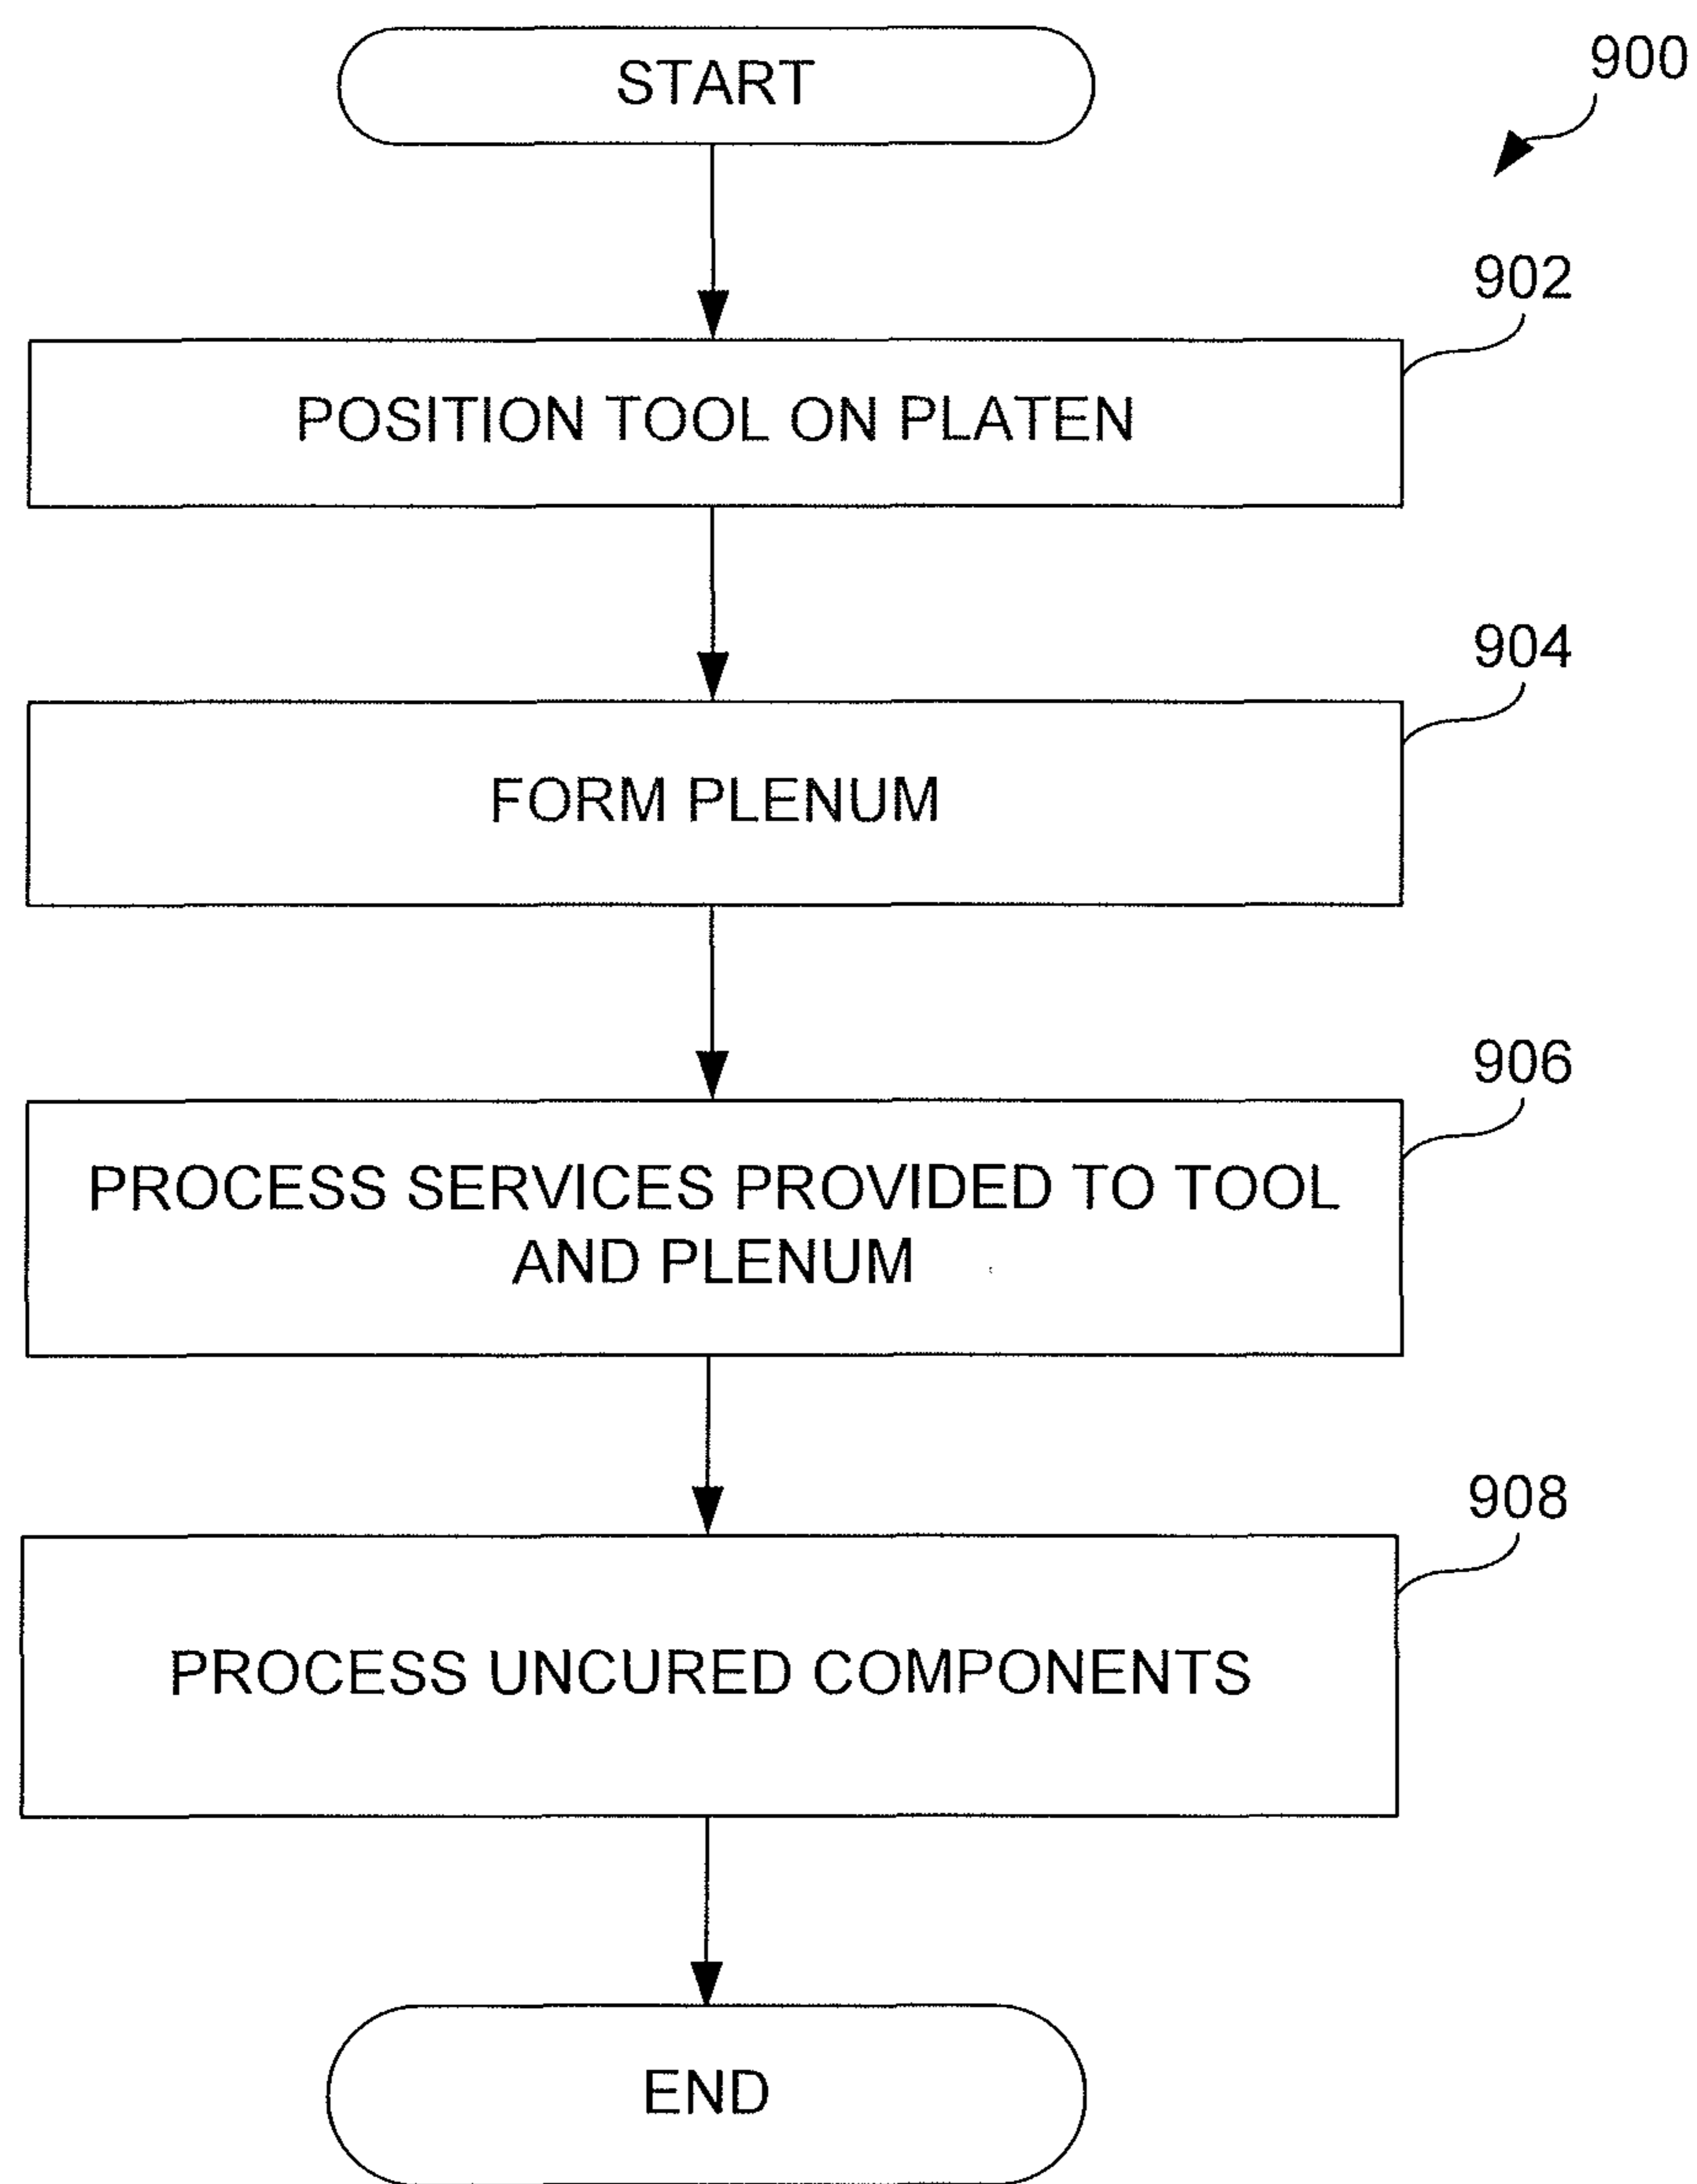 START
900
902
POSITION TOOL ON PLATEN
904
FORM PLENUM
906
PROCESS SERVICES PROVIDED TO TOOL
AND PLENUM
908
PROCESS UNCURED COMPONENTS
END